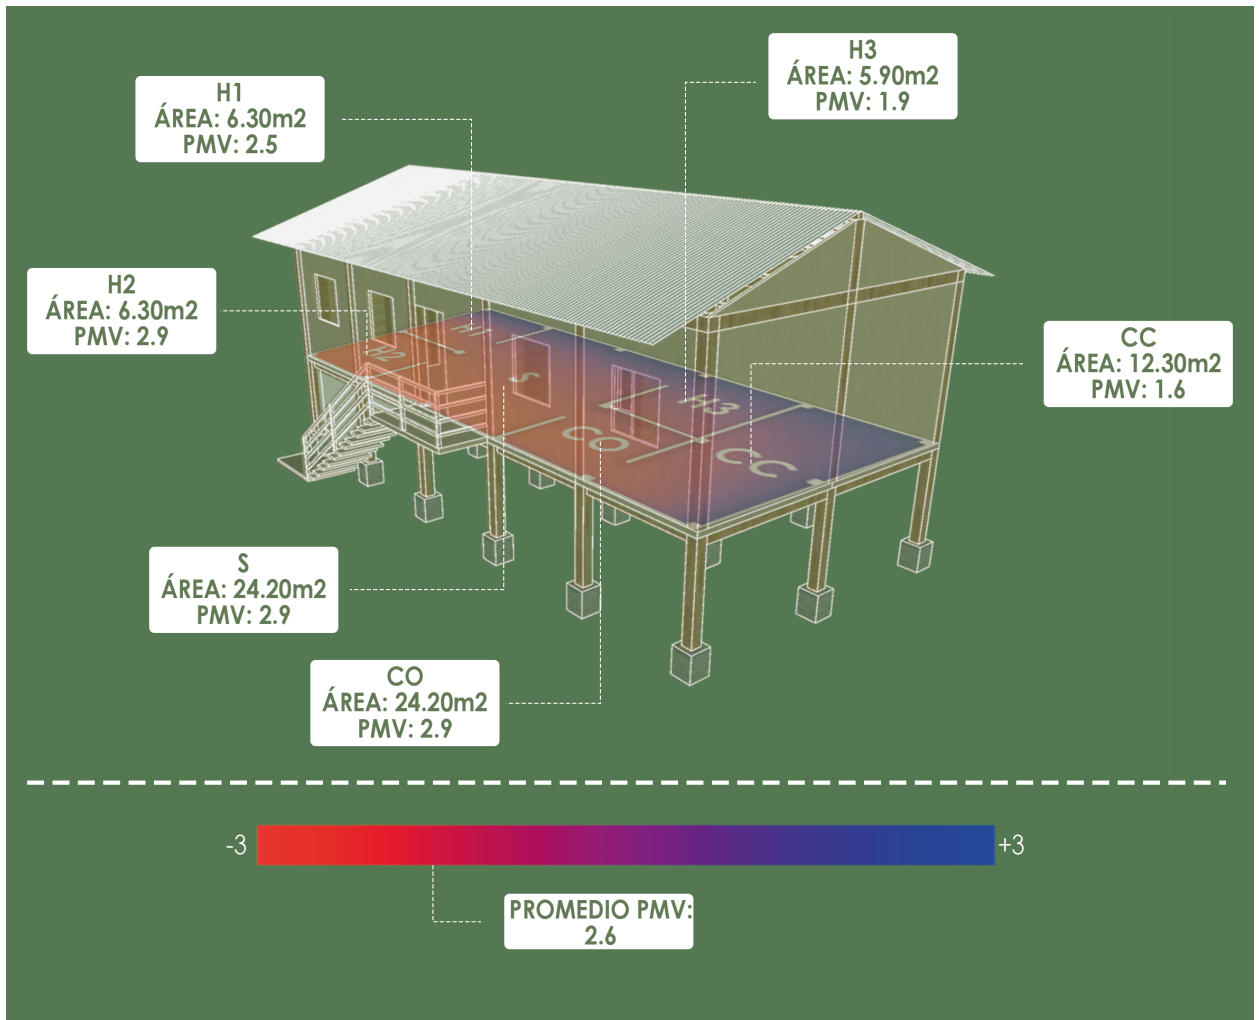 H3
ÁREA: 5.90m2
PMV: 1.9
H1
ÁREA: 6.30m2
PMV: 2.5
H2
ÁREA: 6.30m2
PMV: 2.9
CC
ÁREA: 12.30m2
PMV: 1.6
H1
H2
S
H3
CO
CC
S
ÁREA: 24.20m2
PMV: 2.9
CO
ÁREA: 24.20m2
PMV: 2.9
-3
+3
PROMEDIO PMV:
2.6